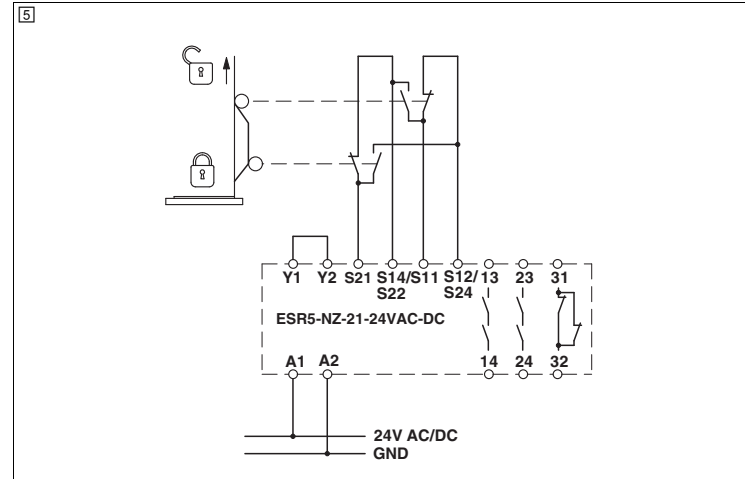 5
Y1 Y2 S21 S14/S11 S12/13 23 31
S22 S24
ESR5-NZ-21-24VAC-DC
A1 A2 14 24 32
24V AC/DC
GND